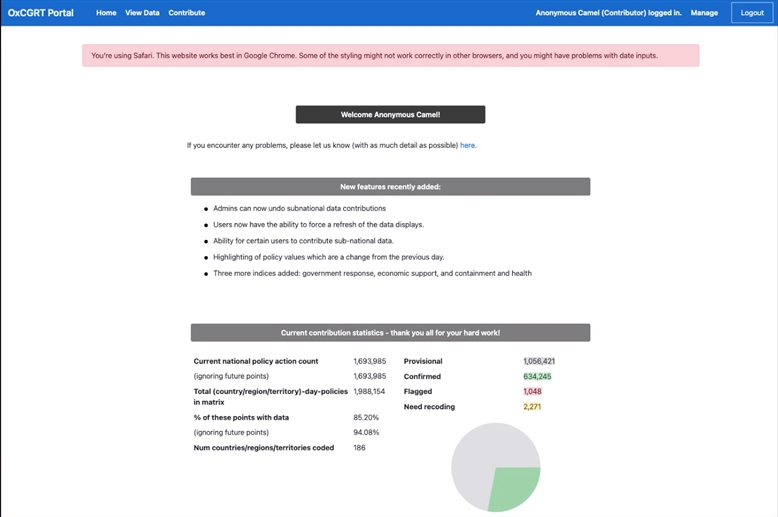 OxCGRT Portal Home View Data Contribute Anonymous Camel (Contributor) logged in. Manage Logout
You're using Safari. This website works best in Google Chrome. Some of the styling might not work correctly in other browsers, and you might have problems with date inputs.
Welcome Anonymous Camel!
If you encounter any problems, please let us know (with as much detail as possible) here.
New features recently added:
Admins can now undo subnational data contributions
Users now have the ability to force a refresh of the data displays.
Ability for certain users to contribute sub-national data.
Highlighting of policy values which are a change from the previous day.
Three more indices added: government response, economic support, and containment and health
Current contribution statistics - thank you all for your hard work!
Current national policy action count 1,693,985
(ignoring future points) 1,693,985
Total (country/region/territory)-day-policies 1,988,154
in matrix
% of these points with data 85.20%
(ignoring future points) 94.08%
Num countries/regions/territories coded 186
Provisional 1,056,421
Confirmed 634,245
Flagged 1,048
Need recoding 2,271